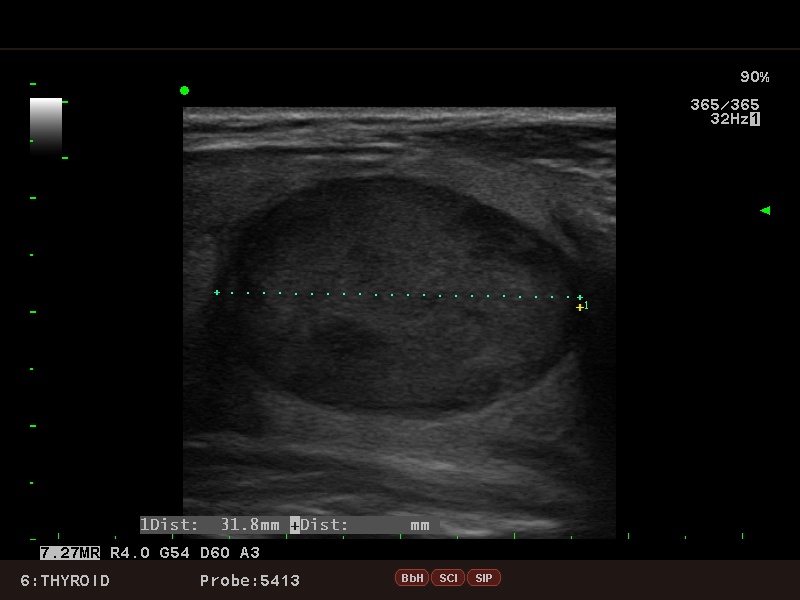 90%
365/365
32Hz1
1
1Dist: 31.8mm +Dist: mm
7.27MR R4.0 G54 D60 A3
6:THYROID Probe:5413 BbH SCI SIP